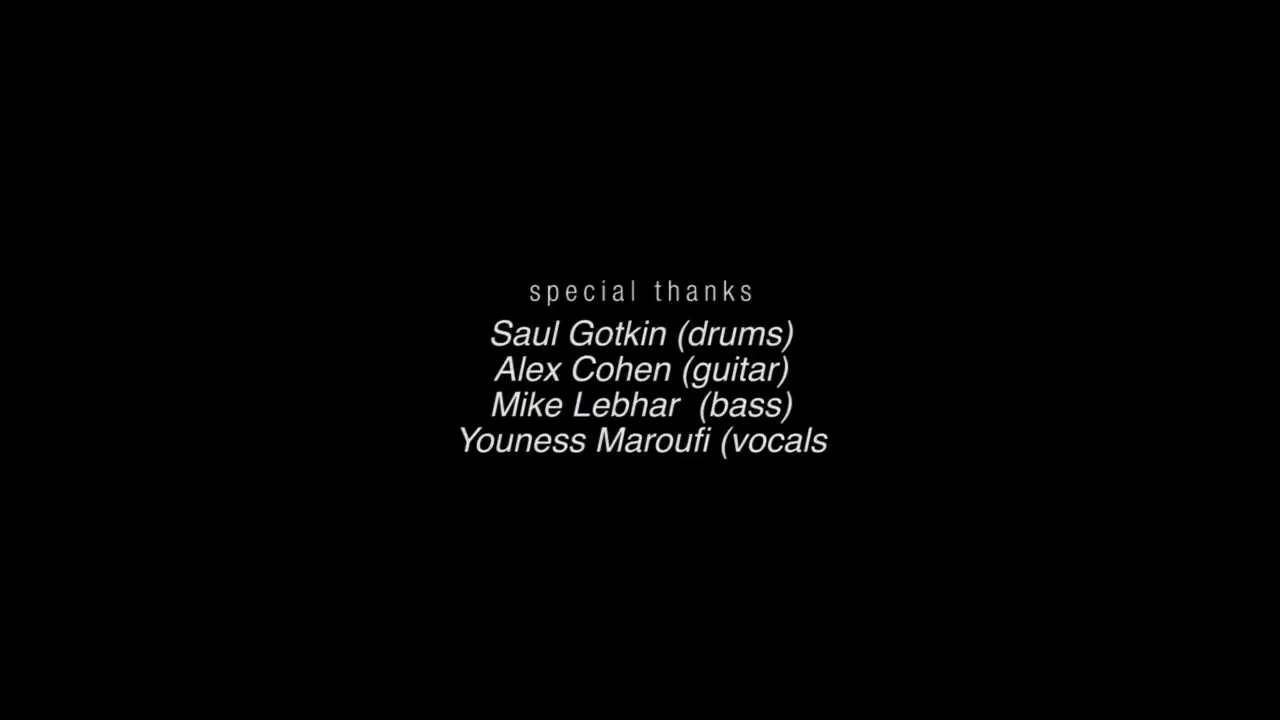 special thanks
Saul Gotkin (drums)
Alex Cohen (guitar)
Mike Lebhar  (bass)
Youness Maroufi (vocals